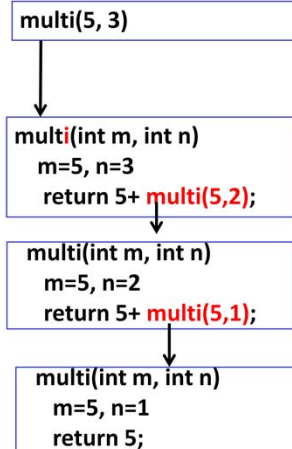 multi(5, 3)
multi(int m, int n)
m=5, n=3
return 5+ multi(5,2);
multi(int m, int n)
m=5, n=2
return 5+ multi(5,1);
multi(int m, int n)
m=5, n=1
return 5;